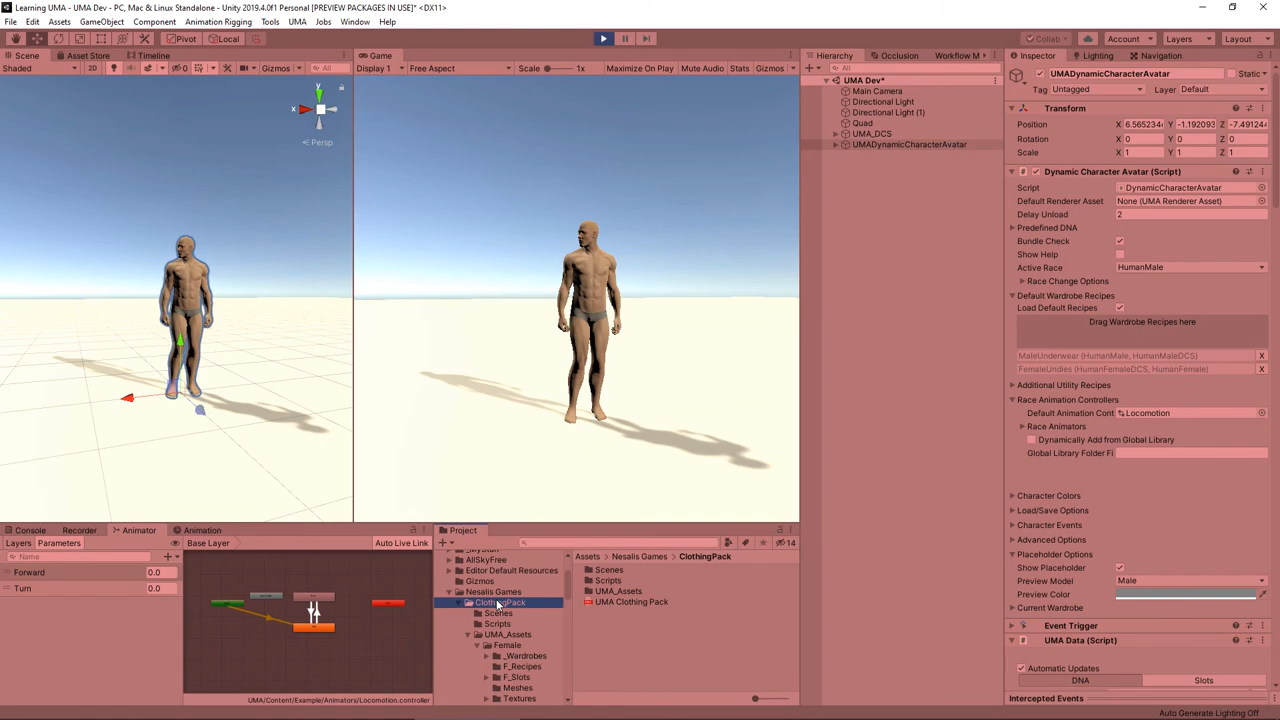 Learning UMA - UMA Dev - PC, Mac & Linux Standalone - Unity 2019.4.0f1 Personal [PREVIEW PACKAGES IN USE]* <DX11>
File Edit Assets GameObject Component Animation Rigging Tools UMA Jobs Window Help
Pivot Local Collab Account Layers Layout
Scene Asset Store Timeline
Shaded 2D 0 Gizmos All
y
x
Persp
Game
Display 1 Free Aspect Scale 1x Maximize On Play Mute Audio Stats Gizmos
Hierarchy Occlusion Workflow M
All
UMA Dev*
Main Camera
Directional Light
Directional Light (1)
Quad
UMA_DCS
UMADynamicCharacterAvatar
Inspector Lighting Navigation
UMADynamicCharacterAvatar Static
Tag Untagged Layer Default
Transform
Position X 6.565234 Y -1.192093 Z -7.491244
Rotation X 0 Y 0 Z 0
Scale X 1 Y 1 Z 1
Dynamic Character Avatar (Script)
Script DynamicCharacterAvatar
Default Renderer Asset None (UMA Renderer Asset)
Delay Unload 2
Predefined DNA
Bundle Check
Show Help
Active Race HumanMale
Race Change Options
Default Wardrobe Recipes
Load Default Recipes
Drag Wardrobe Recipes here
MaleUnderwear (HumanMale, HumanMaleDCS) X
FemaleUndies (HumanFemaleDCS, HumanFemale) X
Additional Utility Recipes
Race Animation Controllers
Default Animation Cont Locomotion
Race Animators
Dynamically Add from Global Library
Global Library Folder Fi
Character Colors
Load/Save Options
Character Events
Advanced Options
Placeholder Options
Show Placeholder
Preview Model Male
Preview Color
Current Wardrobe
Event Trigger
UMA Data (Script)
Automatic Updates
DNA Slots
Intercepted Events
Console Recorder Animator Animation
Layers Parameters Base Layer Auto Live Link
Name
Forward 0.0
Turn 0.0
UMA/Content/Example/Animators/Locomotion.controller
Project
14
AllSkyFree
Editor Default Resources
Gizmos
Nesalis Games
ClothingPack
Scenes
Scripts
UMA_Assets
Female
_Wardrobes
F_Recipes
F_Slots
Meshes
Textures
Assets Nesalis Games ClothingPack
Scenes
Scripts
UMA_Assets
UMA Clothing Pack
Auto Generate Lighting Off